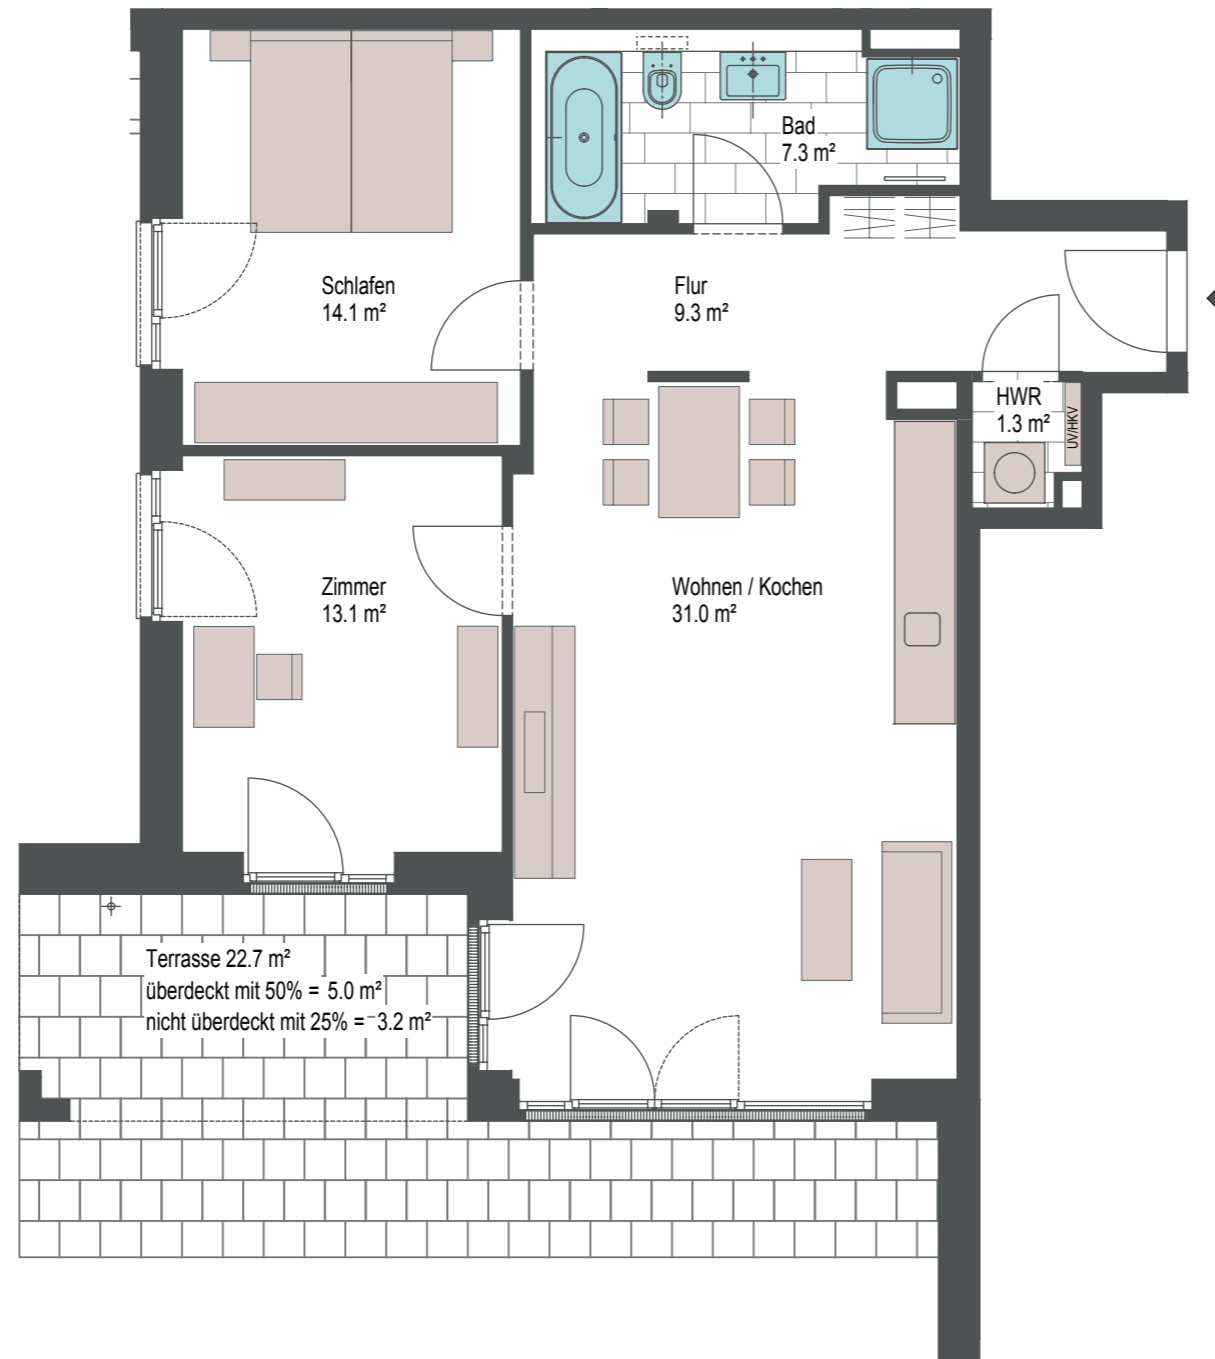 Bad
7.3 m²
Schlafen
14.1 m²
Flur
9.3 m²
HWR
1.3 m²
UV/HKV
Zimmer
13.1 m²
Wohnen / Kochen
31.0 m²
Terrasse 22.7 m²
überdeckt mit 50% = 5.0 m²
nicht überdeckt mit 25% = 3.2 m²